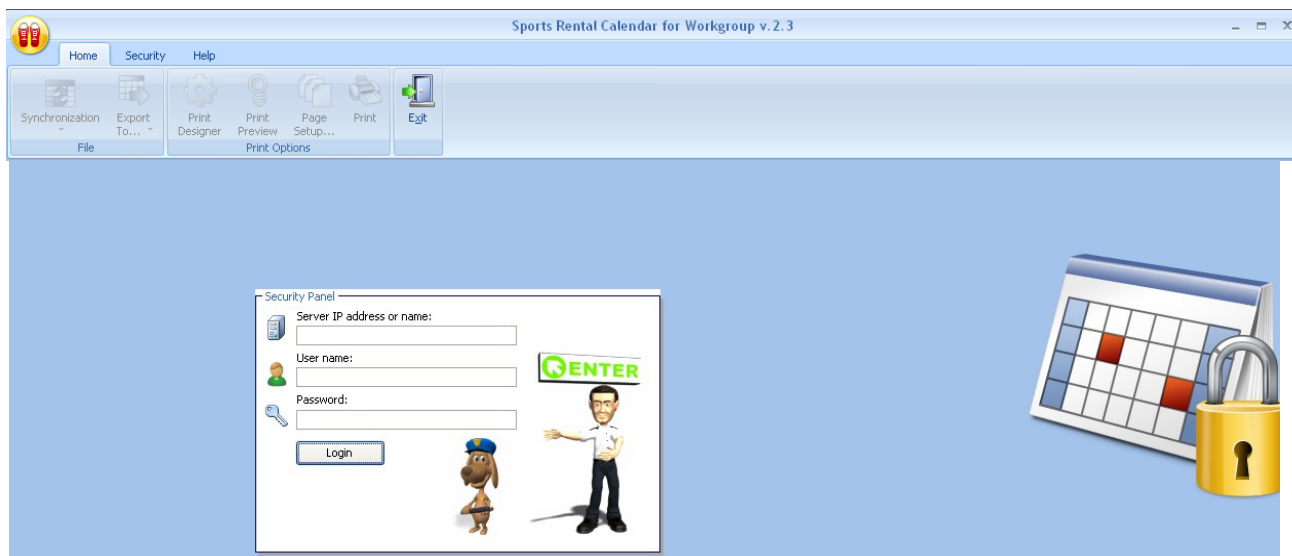 Sports Rental Calendar for Workgroup v.2.3
Home Security Help
Synchronization Export To... Print Designer Print Preview Page Setup... Print Exit
File Print Options
Security Panel
Server IP address or name:
User name:
ENTER
Password:
Login